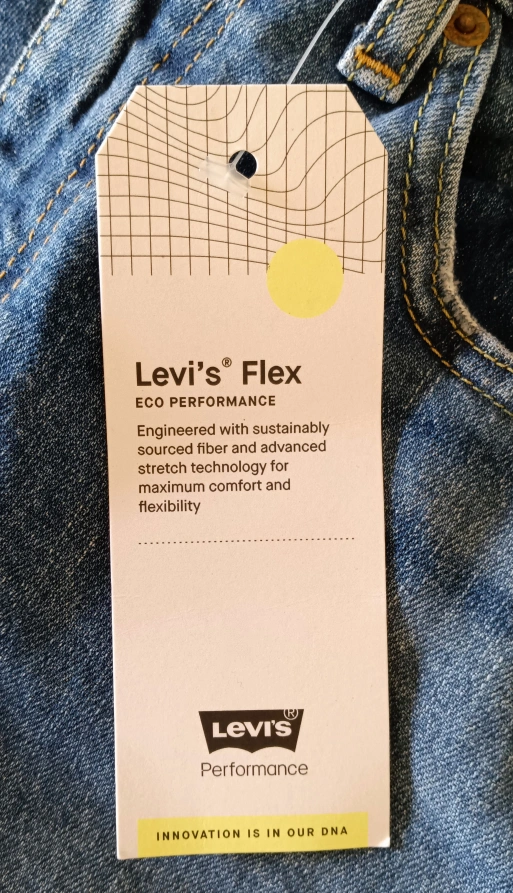 Levi's® Flex
ECO PERFORMANCE
Engineered with sustainably
sourced fiber and advanced
stretch technology for
maximum comfort and
flexibility
LEVI'S®
Performance
INNOVATION IS IN OUR DNA